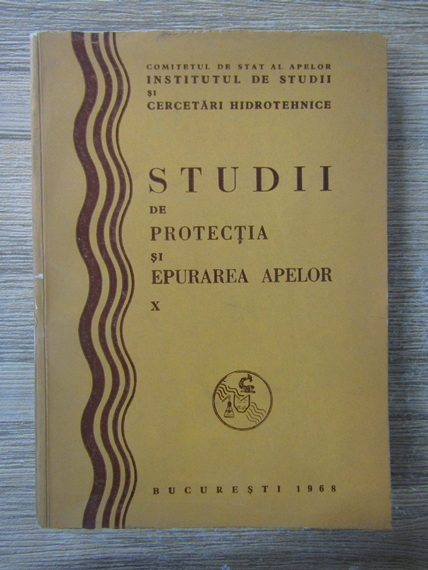 COMITETUL DE STAT AL APELOR
INSTITUTUL DE STUDII
ȘI
CERCETĂRI HIDROTEHNICE
STUDII
DE
PROTECȚIA
ȘI
EPURAREA APELOR
X
BUCUREȘTI 1968